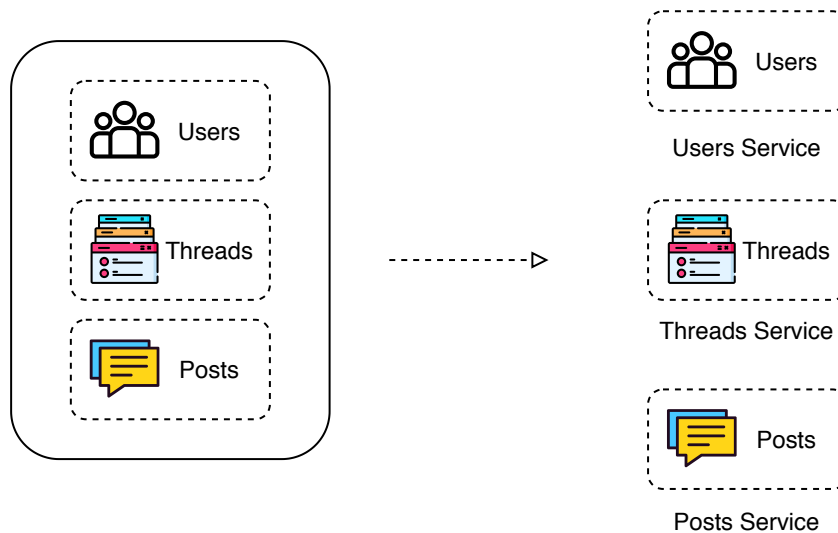 Users
Threads
Posts
Users
Users Service
Threads
Threads Service
Posts
Posts Service